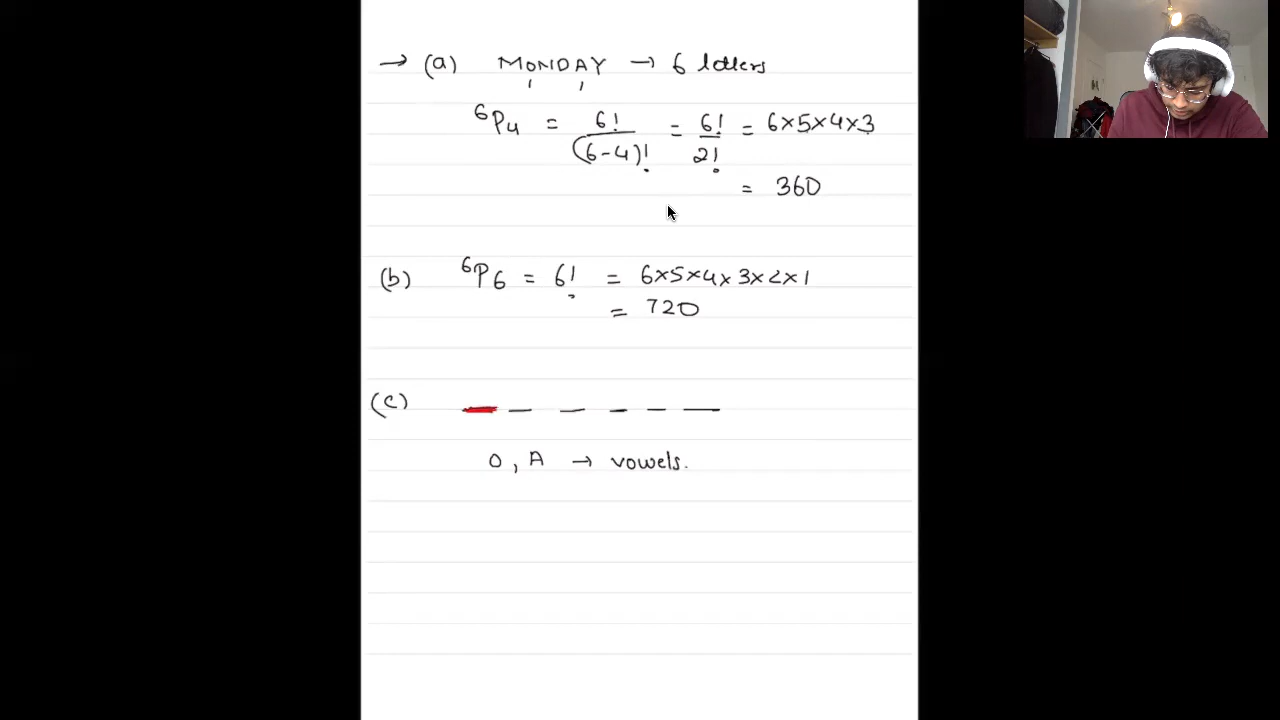 → (a) MONDAY → 6 letters
⁶P₄ = 6!/(6-4)! = 6!/2! = 6×5×4×3
= 360
(b) ⁶P₆ = 6! = 6×5×4×3×2×1
= 720
(c) _ _ _ _ _ _
O, A → vowels.